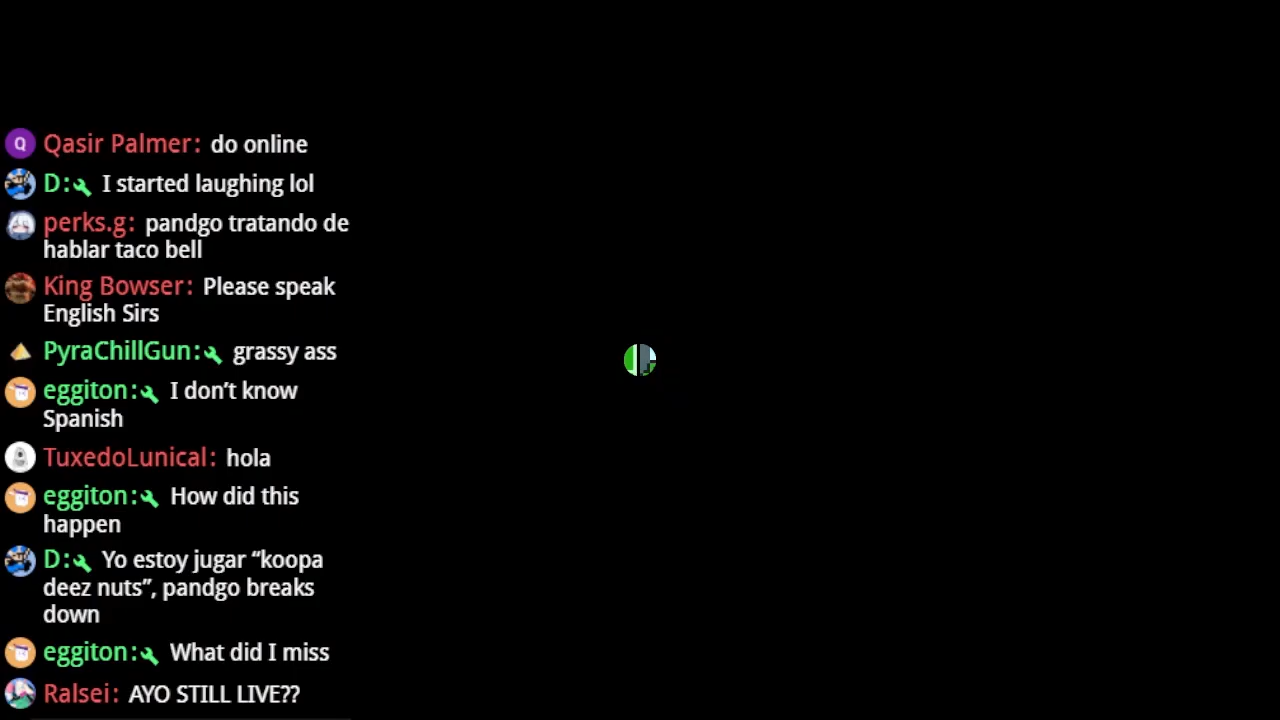 Q Qasir Palmer: do online
D: I started laughing lol
perks.g: pandgo tratando de
hablar taco bell
King Bowser: Please speak
English Sirs
PyraChillGun: grassy ass
eggiton: I don’t know
Spanish
TuxedoLunical: hola
eggiton: How did this
happen
D: Yo estoy jugar “koopa
deez nuts”, pandgo breaks
down
eggiton: What did I miss
Ralsei: AYO STILL LIVE??